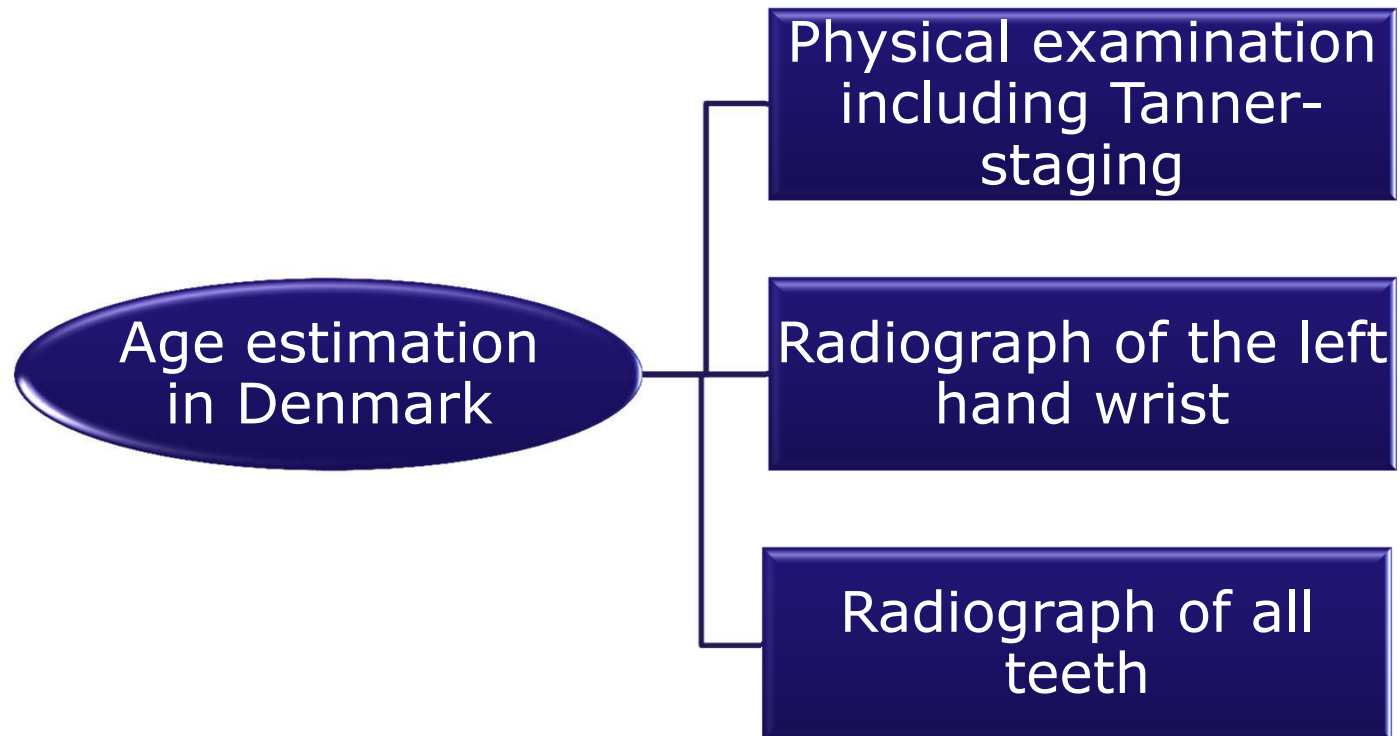 Physical examination
including Tanner-
staging
Age estimation
in Denmark
Radiograph of the left
hand wrist
Radiograph of all
teeth